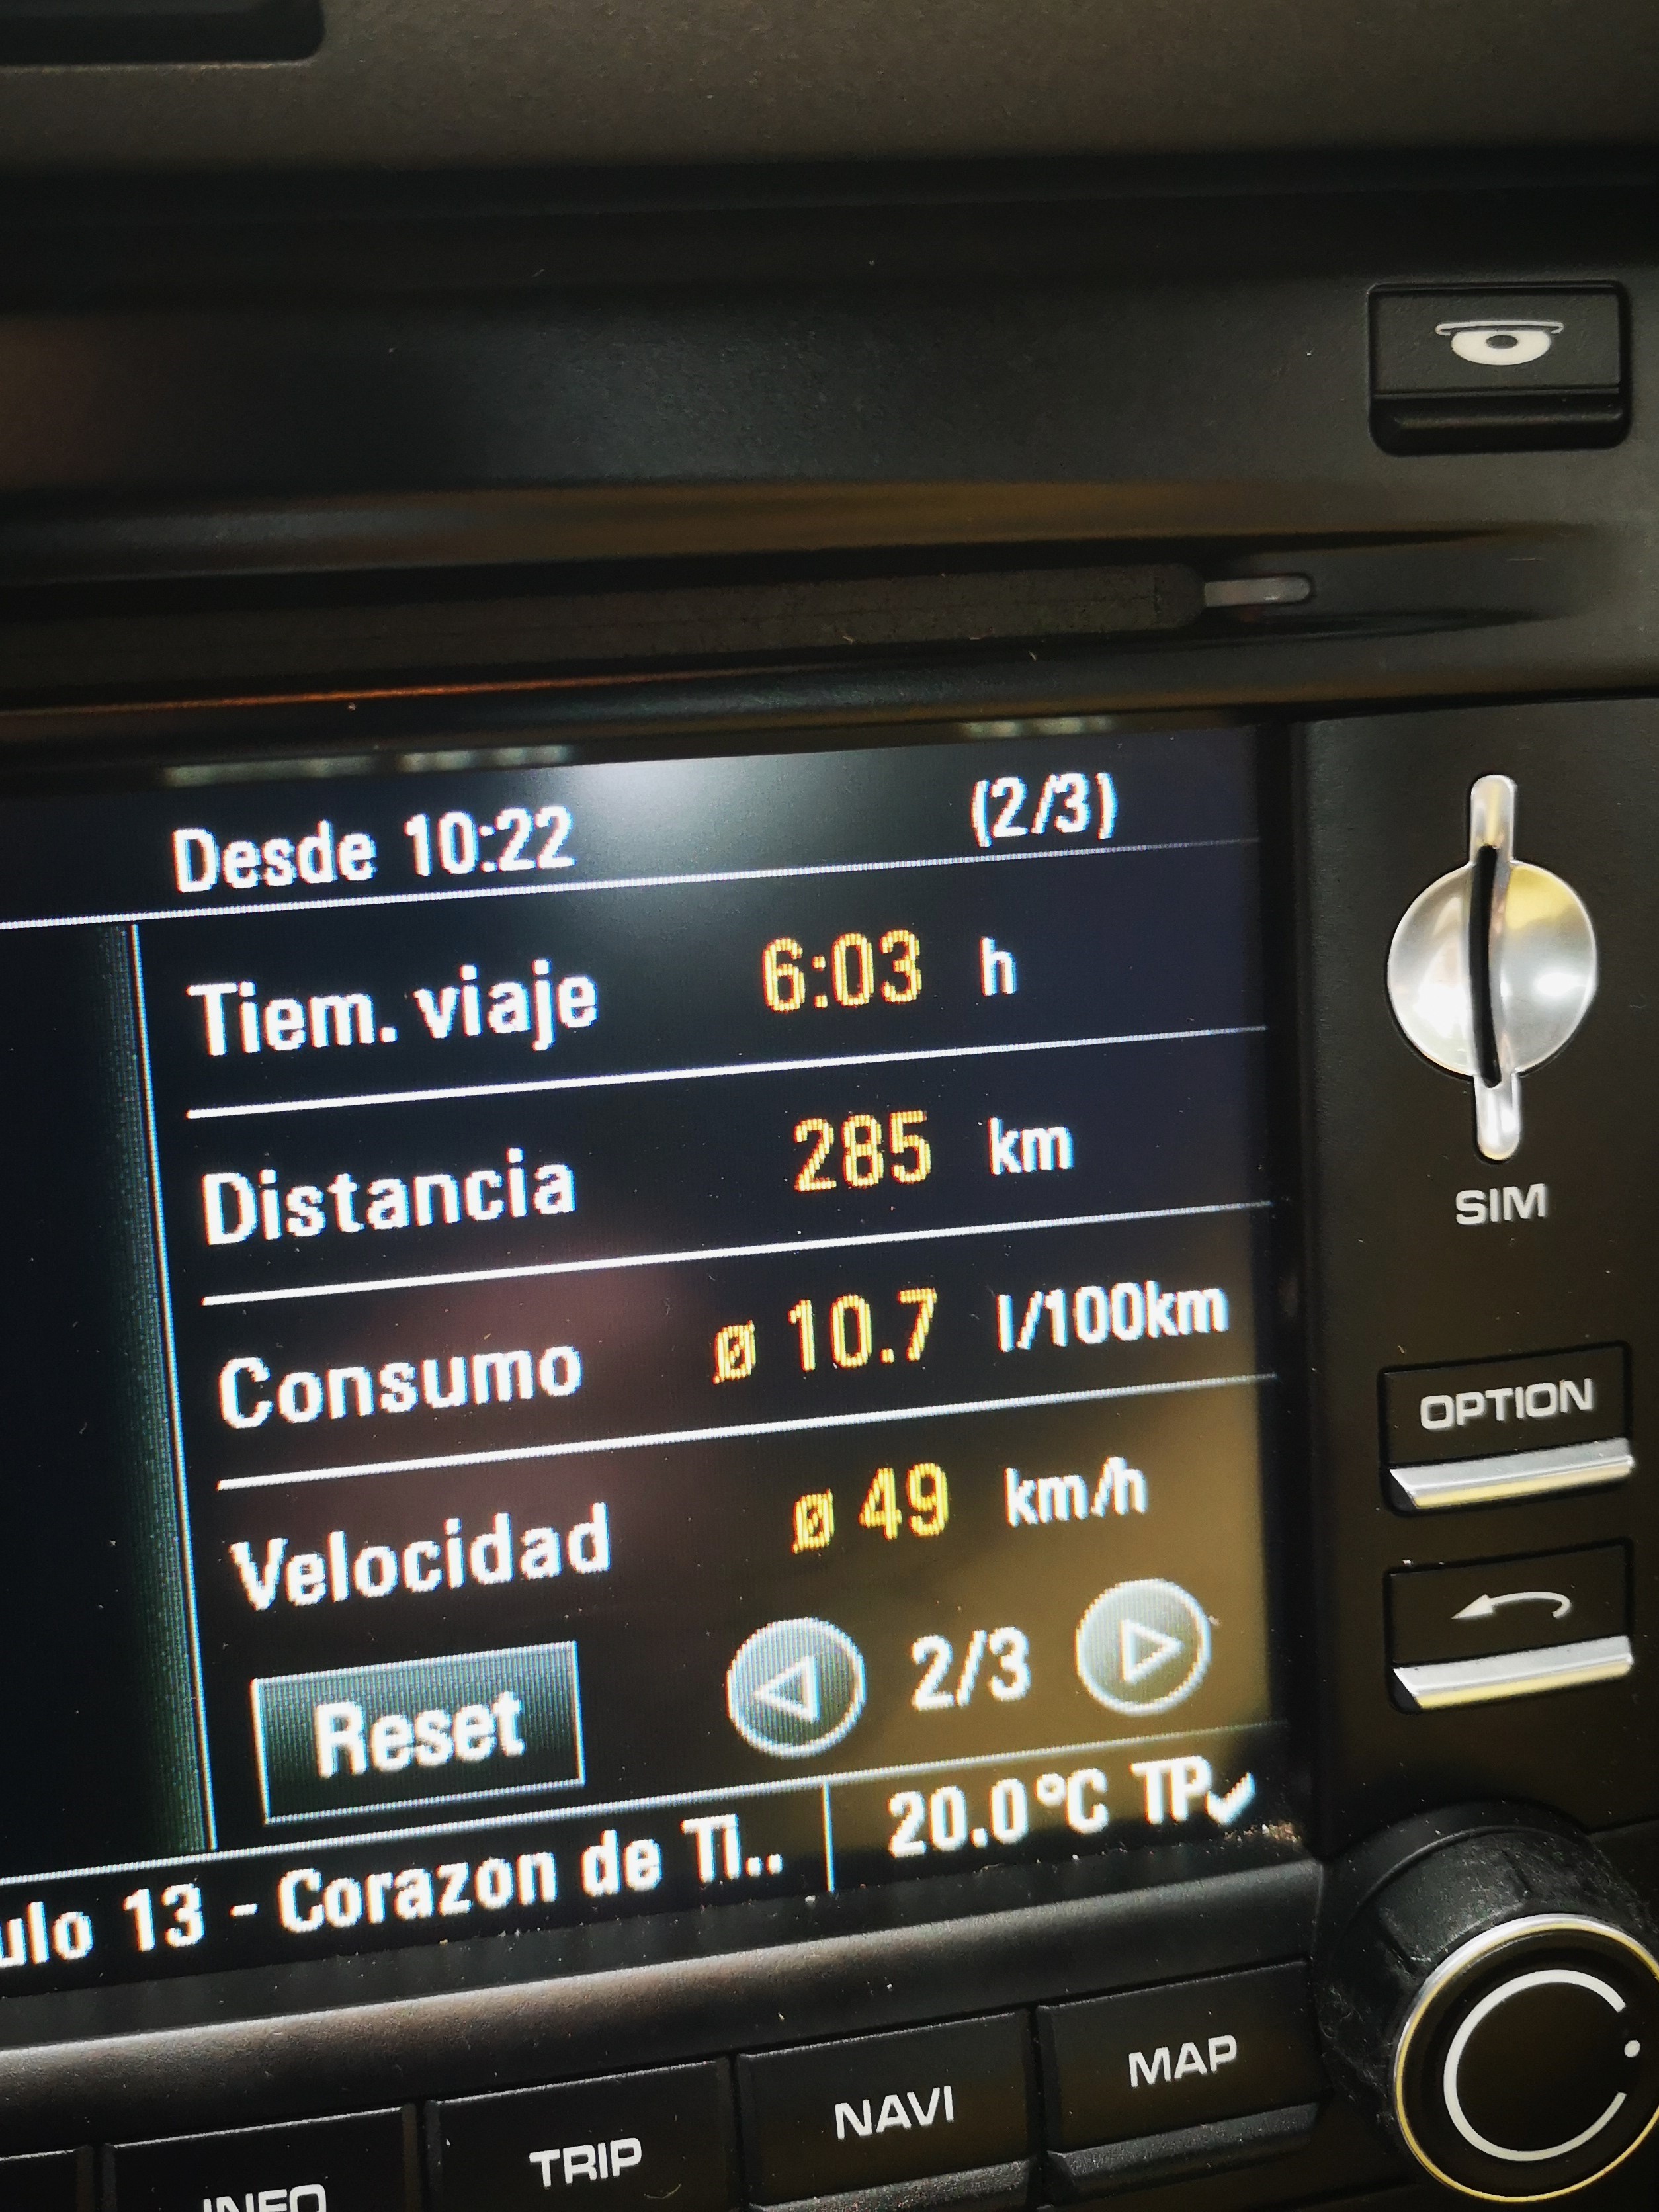 Desde 10:22 (2/3)
Tiem. viaje 6:03 h
Distancia 285 km
SIM
Consumo ø 10.7 l/100km
OPTION
Velocidad ø 49 km/h
Reset 2/3
ulo 13 - Corazon de TI.. 20.0°C TP
INFO TRIP NAVI MAP